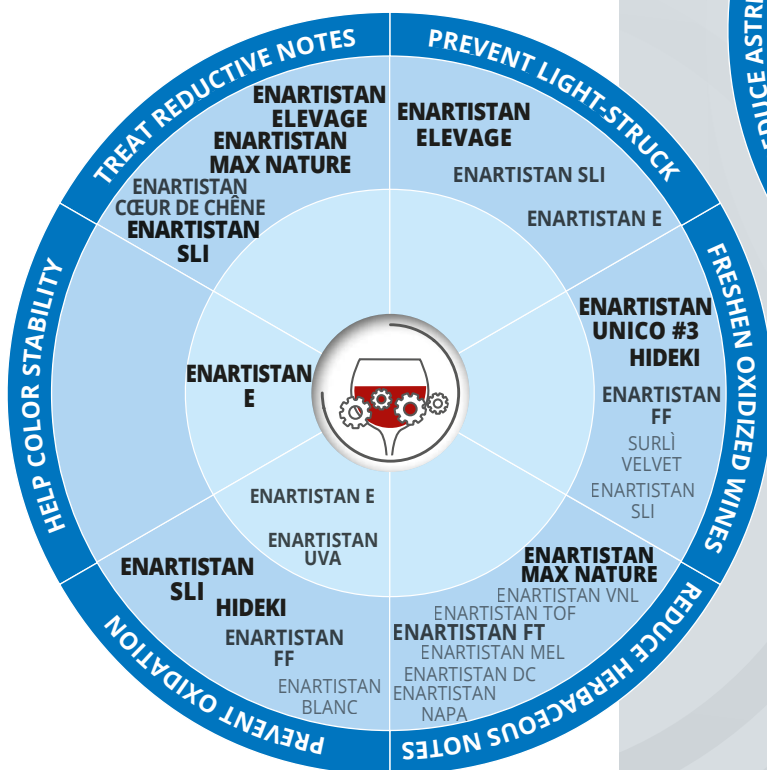 TREAT REDUCTIVE NOTES
ENARTISTAN
ELEVAGE
ENARTISTAN
MAX NATURE
ENARTISTAN
CŒUR DE CHÊNE
ENARTISTAN
SLI
PREVENT LIGHT-STRUCK
ENARTISTAN
ELEVAGE
ENARTISTAN SLI
ENARTISTAN E
FRESHEN OXIDIZED WINES
ENARTISTAN
UNICO #3
HIDEKI
ENARTISTAN
FF
SURLÌ
VELVET
ENARTISTAN
SLI
REDUCE HERBACEOUS NOTES
ENARTISTAN
MAX NATURE
ENARTISTAN VNL
ENARTISTAN TOF
ENARTISTAN FT
ENARTISTAN MEL
ENARTISTAN DC
ENARTISTAN
NAPA
PREVENT OXIDATION
ENARTISTAN E
ENARTISTAN
UVA
ENARTISTAN
SLI
HIDEKI
ENARTISTAN
FF
ENARTISTAN
BLANC
HELP COLOR STABILITY
ENARTISTAN
E